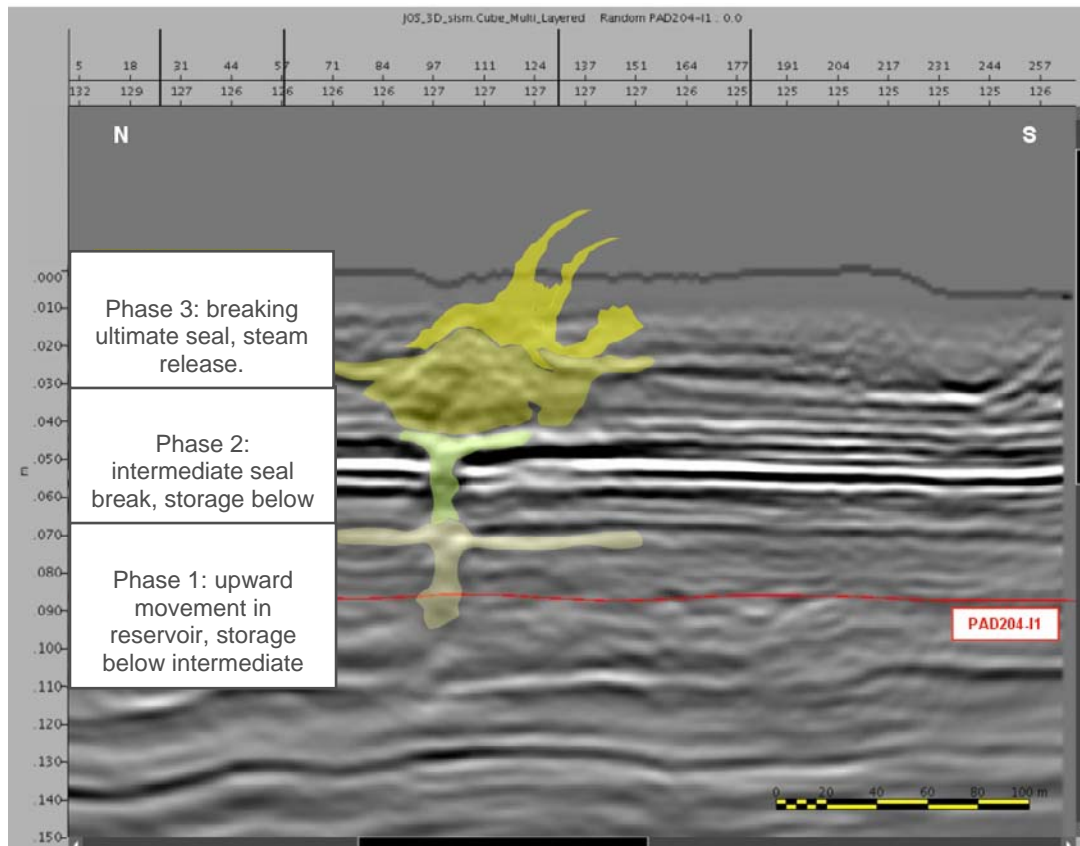 J05_3D_sism.Cube_Multi_Layered Random PAD204-I1 : 0.0
5 18 31 44 57 71 84 97 111 124 137 151 164 177 191 204 217 231 244 257
132 129 127 126 126 126 126 127 127 127 127 127 126 125 125 125 125 125 125 126
N S
.000
.010
Phase 3: breaking
ultimate seal, steam
release.
.020
.030
.040
Phase 2:
intermediate seal
break, storage below
.050
.060
.070
Phase 1: upward
movement in
reservoir, storage
below intermediate
.080
.090
PAD204-I1
.100
.110
.120
.130
0 20 40 60 80 100 m
.140
.150